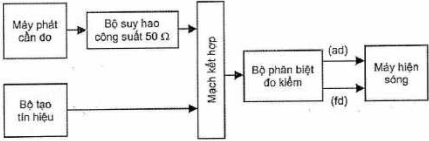 Máy phát
cần đo
Bộ suy hao
công suất 50 Ω
Mạch kết hợp
Bộ tạo
tín hiệu
Bộ phân biệt
đo kiểm
(ad)
(fd)
Máy hiện
sóng